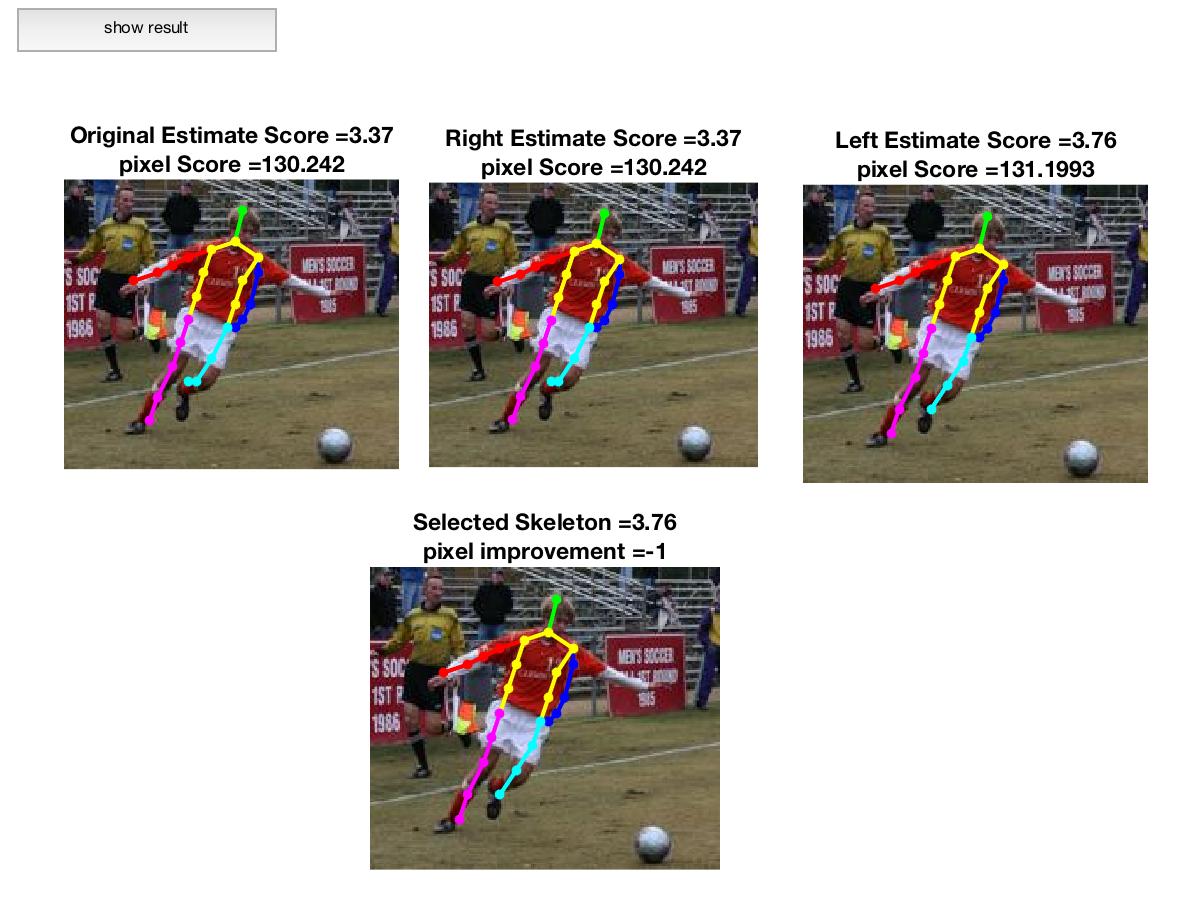 show result
Original Estimate Score =3.37
pixel Score =130.242
Right Estimate Score =3.37
pixel Score =130.242
Left Estimate Score =3.76
pixel Score =131.1993
'S SOC
1ST R
1986
MEN'S SOCCER
1ST ROUND
1985
S SOC
1ST R
1986
MEN'S SOCCER
1ST ROUND
1985
'S SOC
1ST R
1986
MEN'S SOCCER
1ST ROUND
1985
Selected Skeleton =3.76
pixel improvement =-1
'S SOC
1ST R
1986
MEN'S SOCCER
1ST ROUND
1985